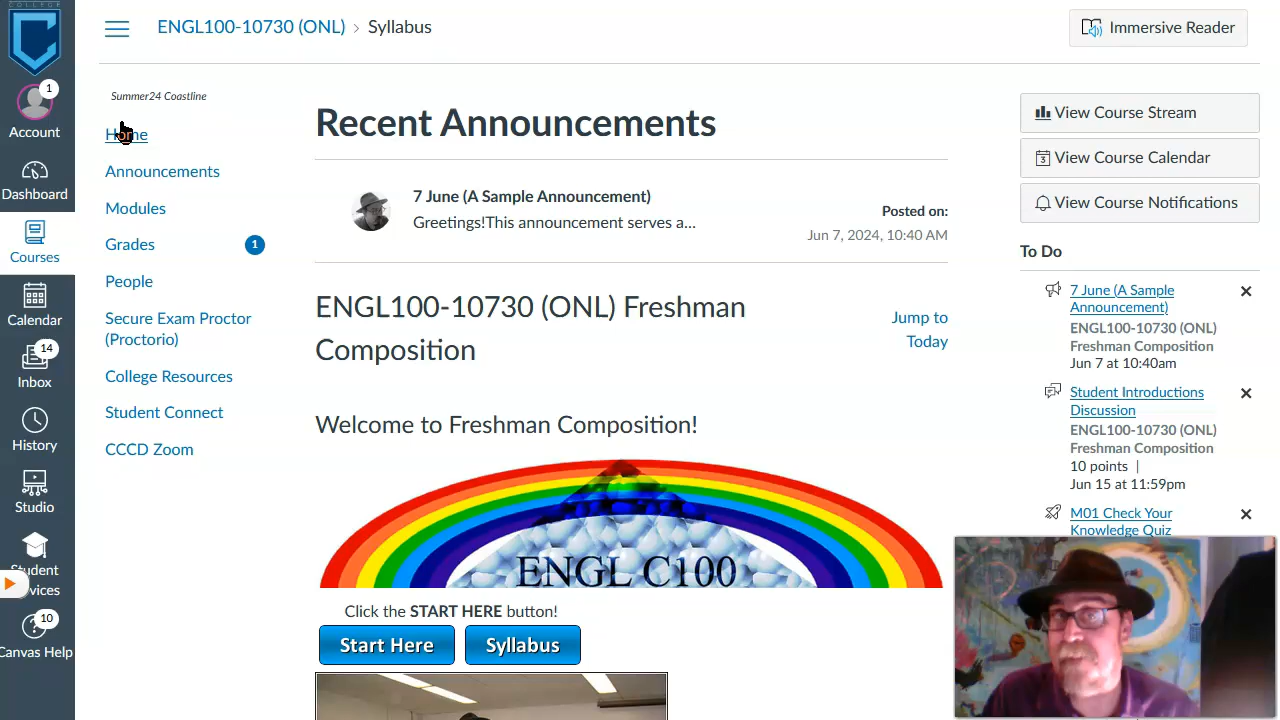 COLLEGE
ENGL100-10730 (ONL) › Syllabus
Immersive Reader
1
Account
Dashboard
Courses
Calendar
14
Inbox
History
Studio
Student
vices
10
Canvas Help
Summer24 Coastline
Home
Announcements
Modules
Grades
1
People
Secure Exam Proctor
(Proctorio)
College Resources
Student Connect
CCCD Zoom
Recent Announcements
7 June (A Sample Announcement)
Greetings!This announcement serves a...
Posted on:
Jun 7, 2024, 10:40 AM
ENGL100-10730 (ONL) Freshman
Composition
Jump to
Today
Welcome to Freshman Composition!
ENGL C100
Click the START HERE button!
Start Here
Syllabus
View Course Stream
3
View Course Calendar
View Course Notifications
To Do
7 June (A Sample
Announcement)
ENGL100-10730 (ONL)
Freshman Composition
Jun 7 at 10:40am
Student Introductions
Discussion
ENGL100-10730 (ONL)
Freshman Composition
10 points |
Jun 15 at 11:59pm
M01 Check Your
Knowledge Quiz